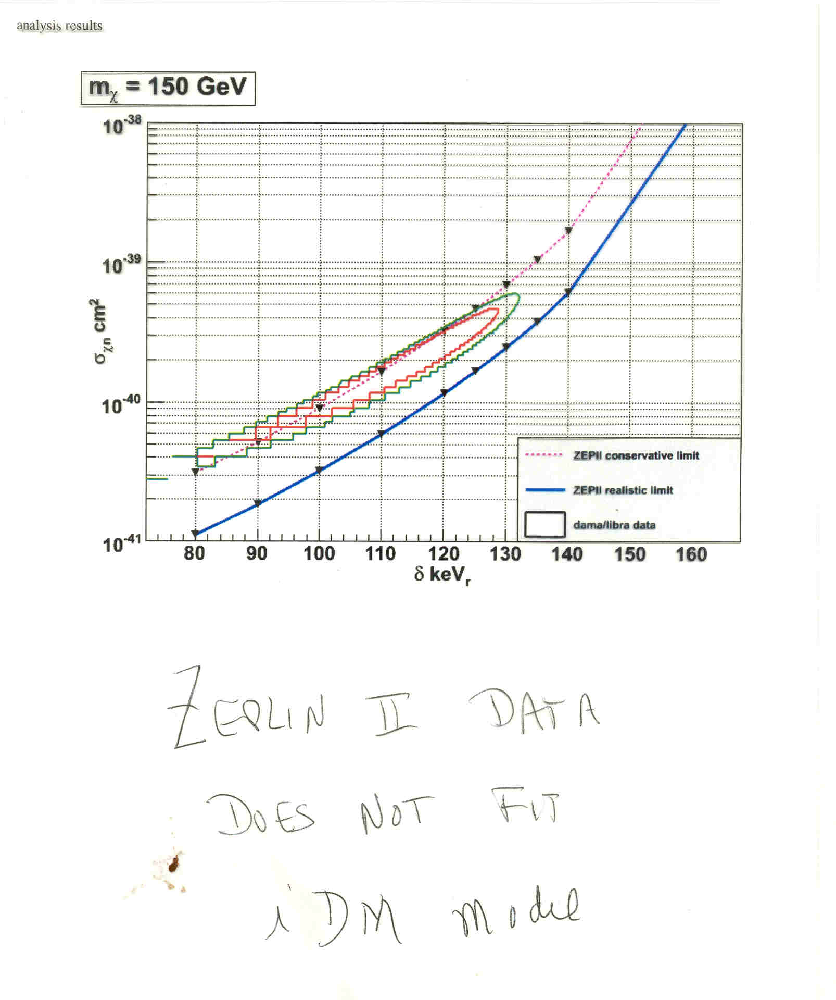 analysis results
mχ = 150 GeV
10-38
10-39
10-40
10-41
σχn cm2
80 90 100 110 120 130 140 150 160
δ keVr
ZEPII conservative limit
ZEPII realistic limit
dama/libra data
ZEPLIN II DATA
DOES NOT FIT
iDM model